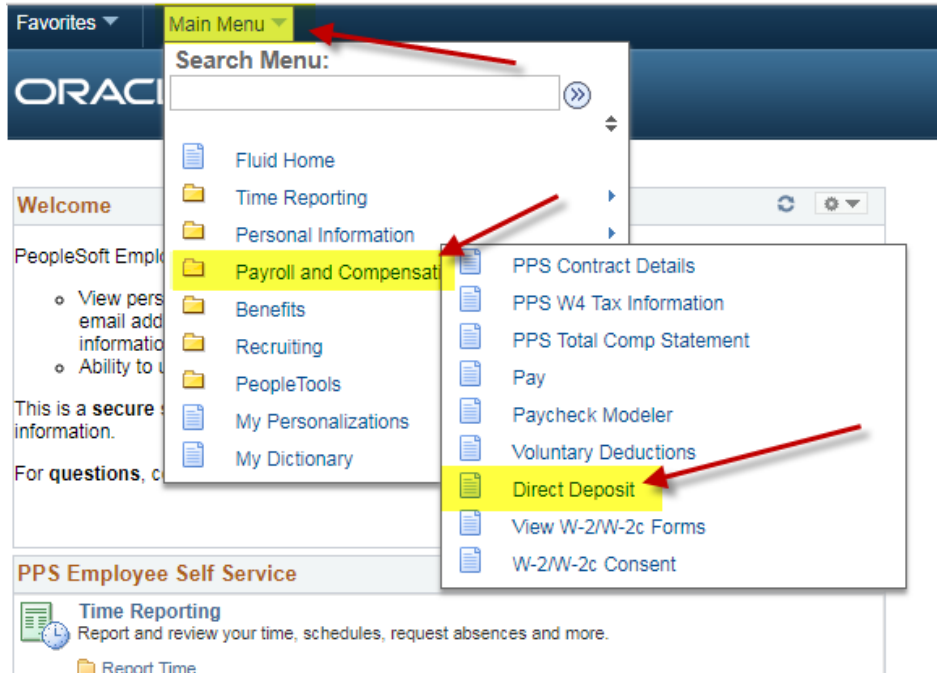 Favorites
Main Menu
Search Menu:
ORACL
Fluid Home
Time Reporting
Personal Information
Payroll and Compensati
Benefits
Recruiting
PeopleTools
My Personalizations
My Dictionary
PPS Contract Details
PPS W4 Tax Information
PPS Total Comp Statement
Pay
Paycheck Modeler
Voluntary Deductions
Direct Deposit
View W-2/W-2c Forms
W-2/W-2c Consent
Welcome
PeopleSoft Emplo
View pers
email add
informatio
Ability to u
This is a secure s
information.
For questions, c
PPS Employee Self Service
Time Reporting
Report and review your time, schedules, request absences and more.
Report Time